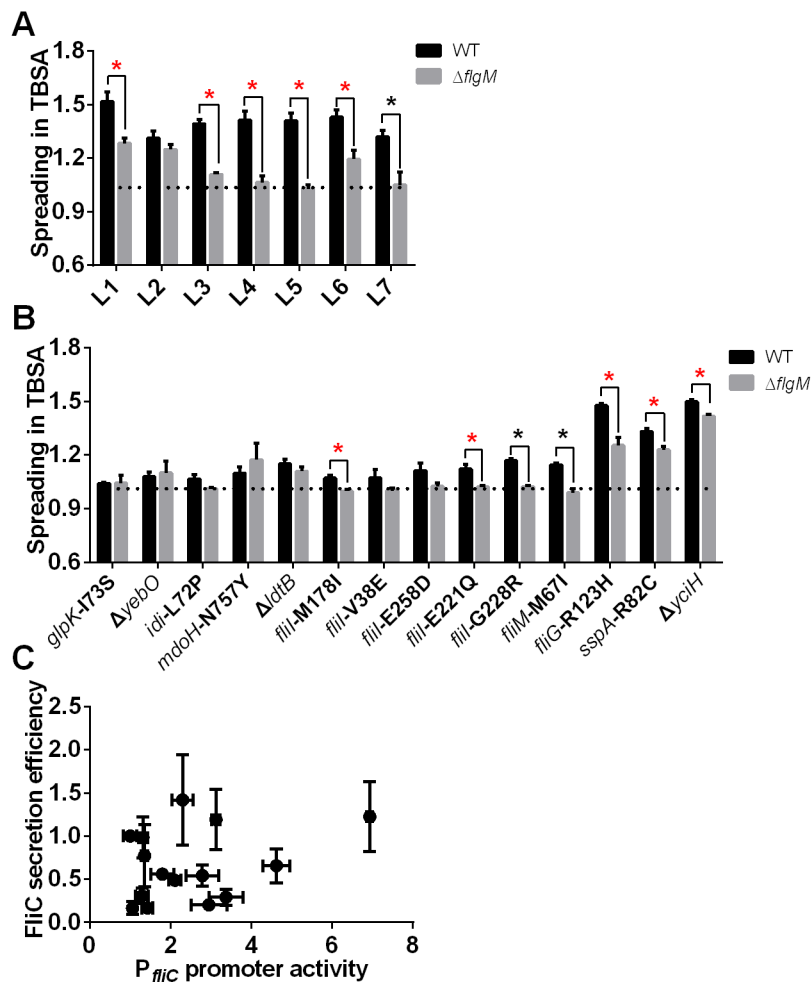 A
Spreading in TBSA
1.8
1.5
1.2
0.9
0.6
* * * * * *
WT
ΔflgM
L1 L2 L3 L4 L5 L6 L7
B
Spreading in TBSA
1.8
1.5
1.2
0.9
0.6
* * * * * * *
WT
ΔflgM
glpK-I73S
ΔyebO
idi-L72P
mdoH-N757Y
ΔldtB
fliI-M178I
fliI-V38E
fliI-E258D
fliI-E221Q
fliI-G228R
fliM-M67I
fliG-R123H
sspA-R82C
ΔyciH
C
FliC secretion efficiency
2.5
2.0
1.5
1.0
0.5
0.0
0 2 4 6 8
PfliC promoter activity